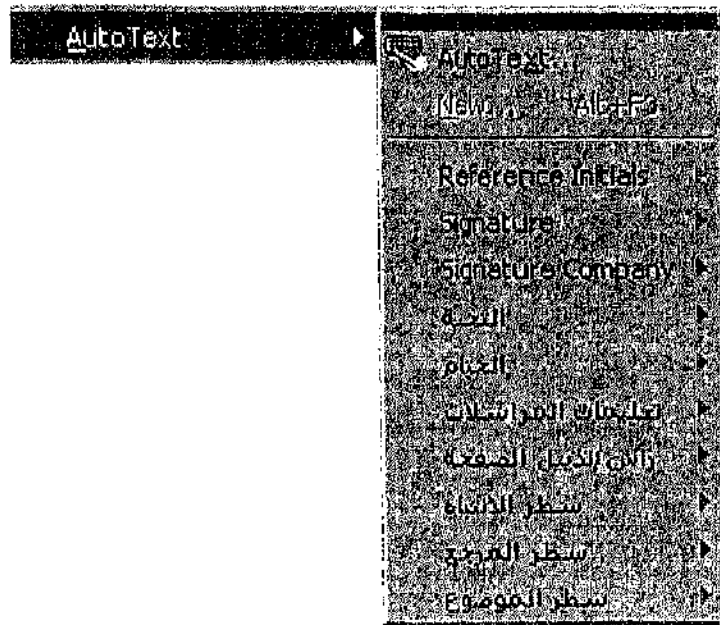 AutoText
AutoText...
New... Alt+F3
Reference Initials
Signature
Signature Company
التحية
الختام
تعليمات المراسلات
رأس/تذييل الصفحة
سطر الانتباه
سطر المرجع
سطر الموضوع